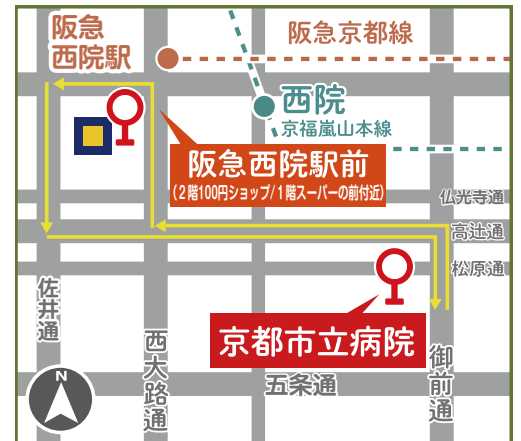 阪急
西院駅
阪急京都線
西院
京福嵐山本線
阪急西院駅前
(2階100円ショップ/1階スーパーの前付近)
仏光寺通
高辻通
松原通
佐井通
京都市立病院
西大路通
五条通
御前通
N